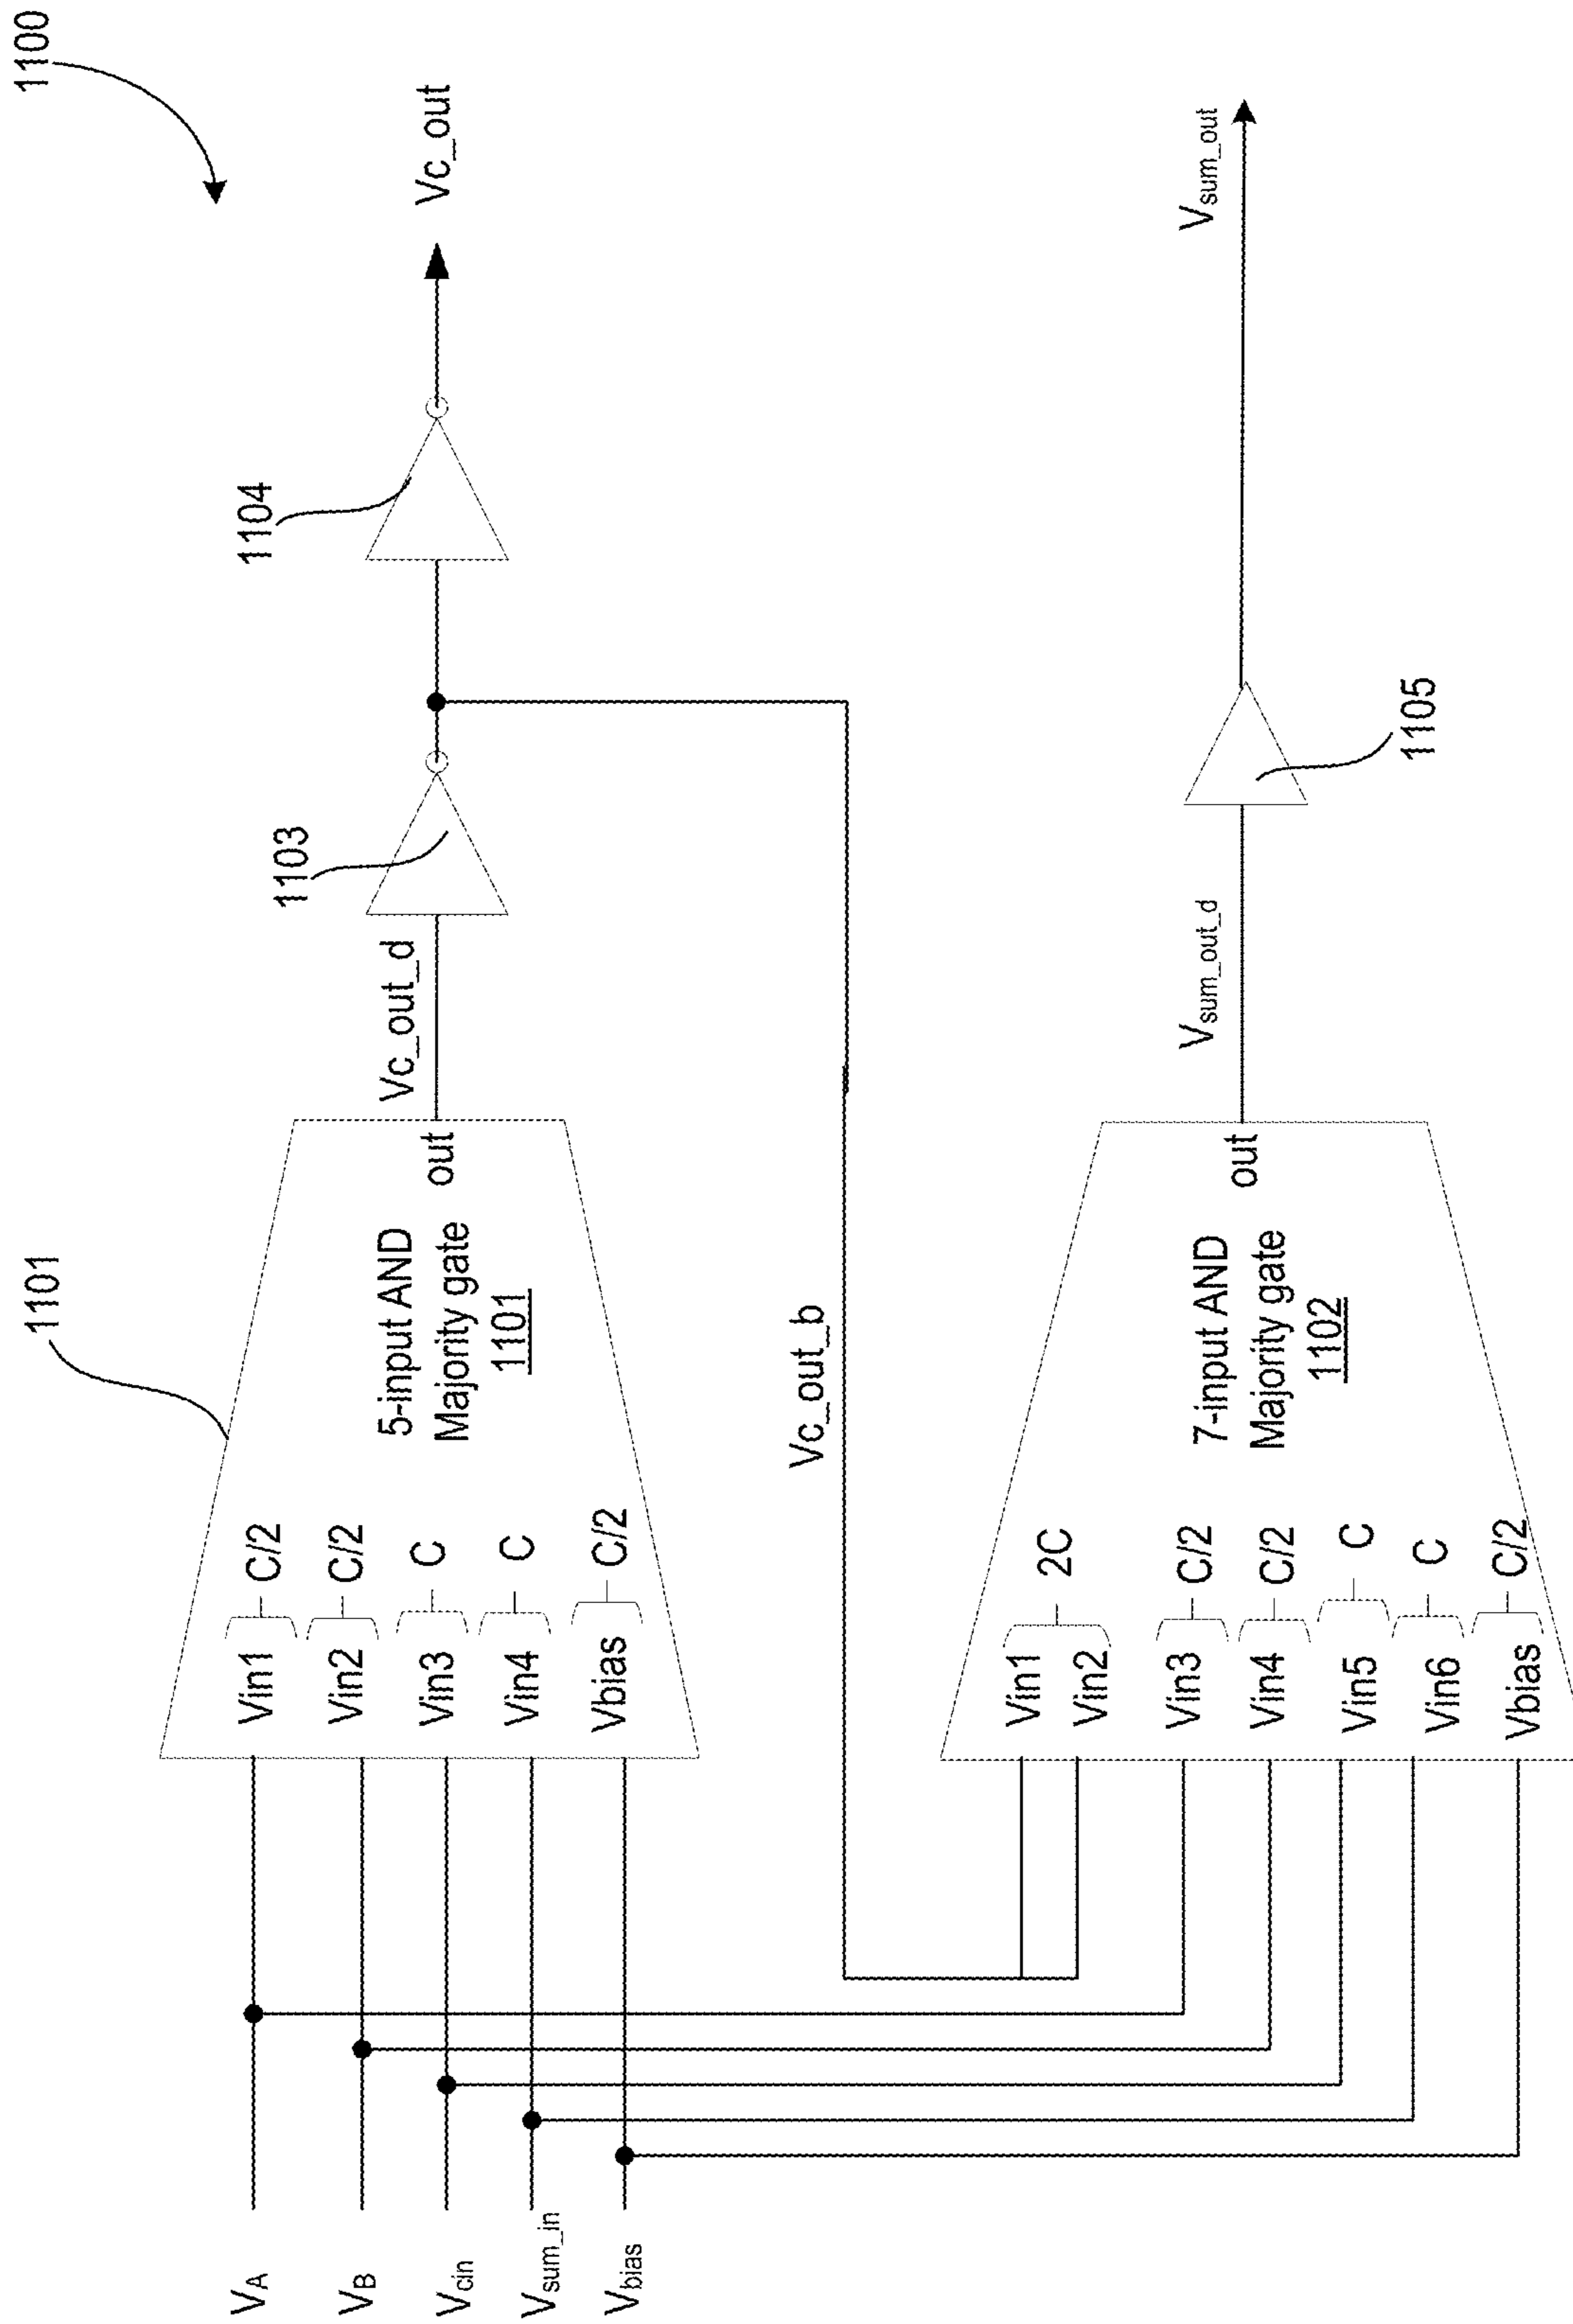 1100
1101
5-input AND
Majority gate
1101
Vin1
C/2
Vin2
C/2
Vin3
C
Vin4
C
Vbias
C/2
out
Vc_out_d
1103
1104
Vc_out
VA
VB
Vcin
Vsum_in
Vbias
Vc_out_b
7-input AND
Majority gate
1102
Vin1
Vin2
2C
Vin3
C/2
Vin4
C/2
Vin5
C
Vin6
C
Vbias
C/2
out
Vsum_out_d
1105
Vsum_out